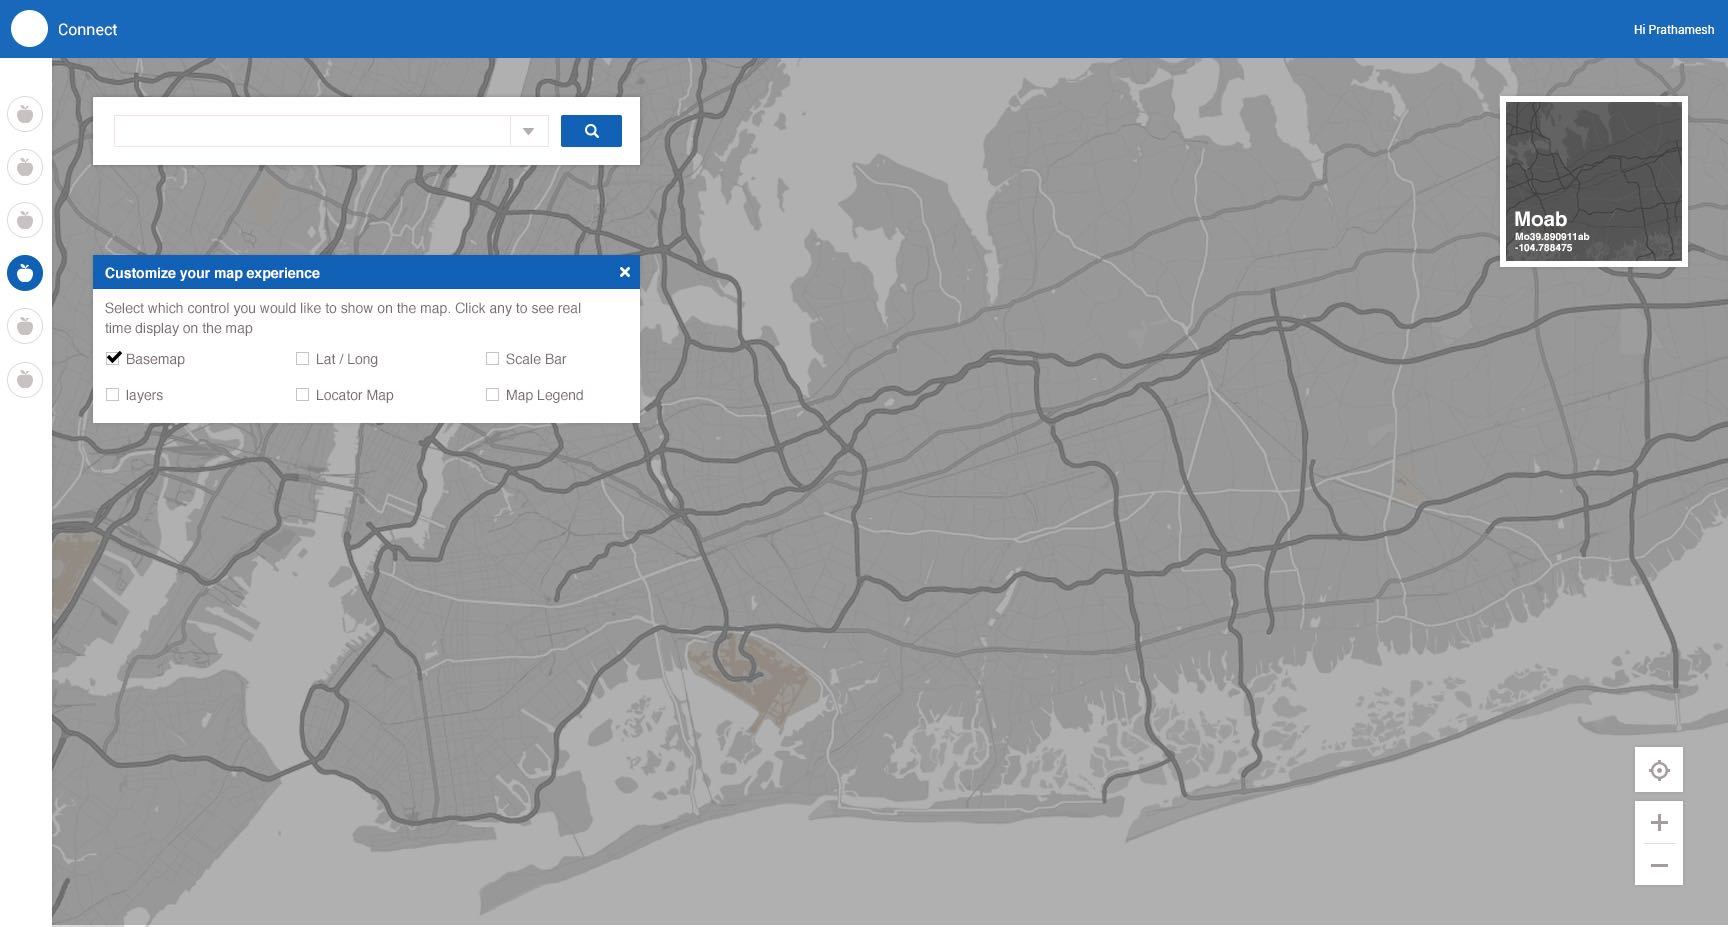 Connect
Hi Prathamesh
Moab
Mo39.890911ab
-104.788475
Customize your map experience
Select which control you would like to show on the map. Click any to see real
time display on the map
Basemap
Lat / Long
Scale Bar
layers
Locator Map
Map Legend